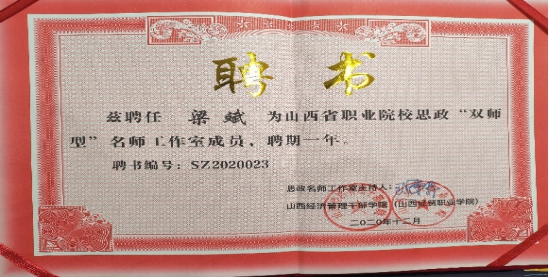 聘书
兹聘任 梁斌 为山西省职业院校思政“双师
型”名师工作室成员，聘期一年。
聘书编号：SZ2020023
思政名师工作室主持人：
山西经济管理干部学院（山西经贸职业学院）
二〇二〇年十二月